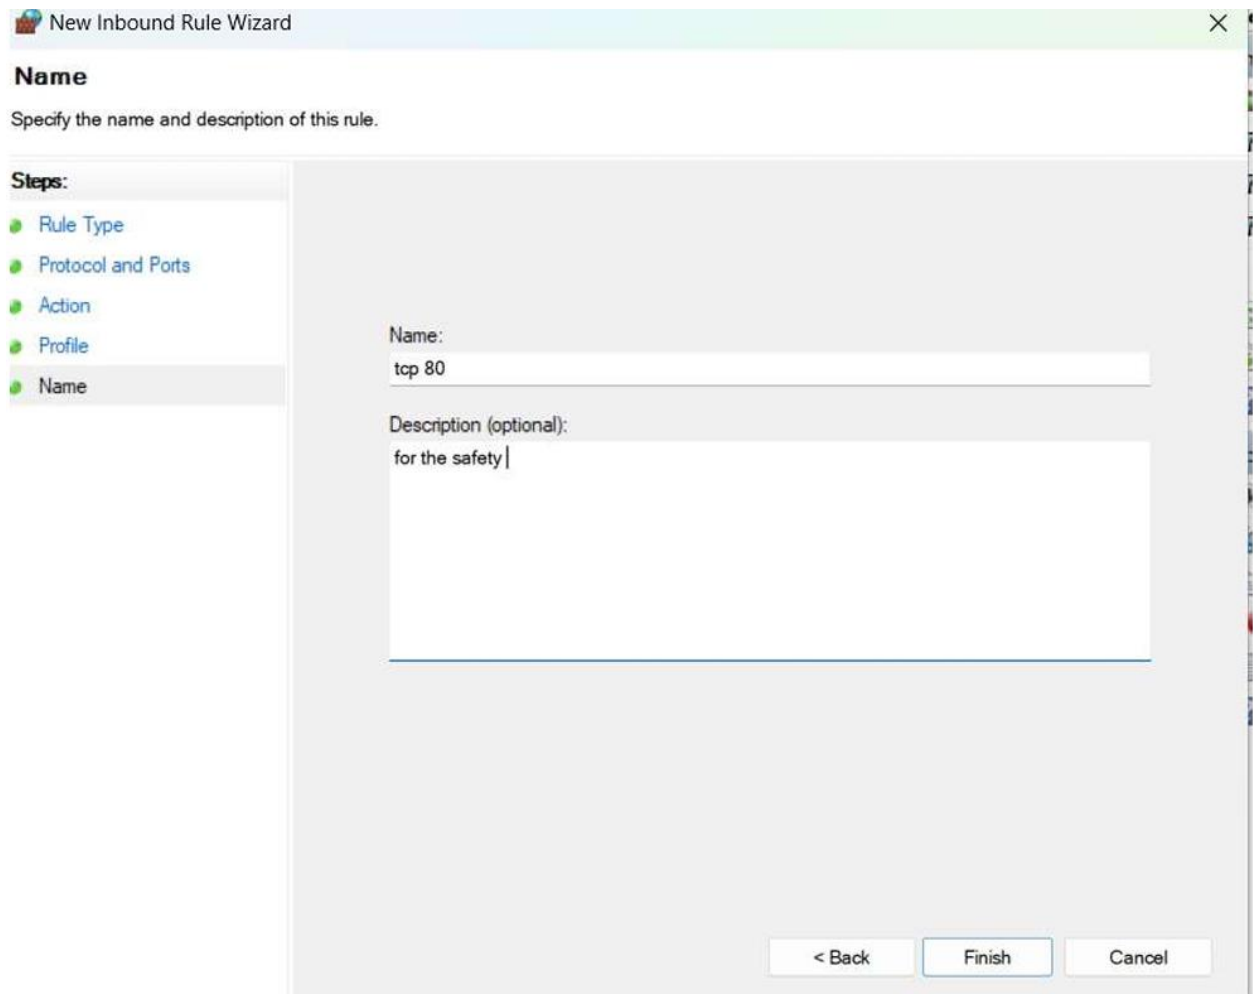 New Inbound Rule Wizard
Name
Specify the name and description of this rule.
Steps:
Rule Type
Protocol and Ports
Action
Profile
Name
Name:
tcp 80
Description (optional):
for the safety
< Back
Finish
Cancel